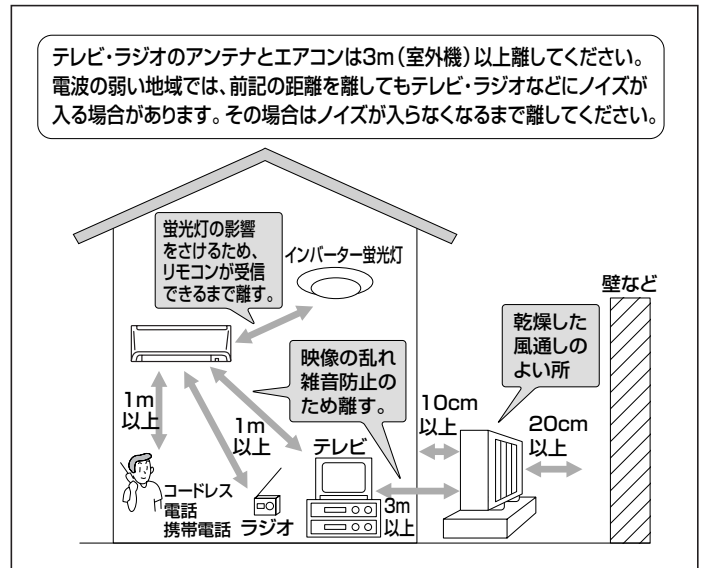 テレビ・ラジオのアンテナとエアコンは3m（室外機）以上離してください。
電波の弱い地域では、前記の距離を離してもテレビ・ラジオなどにノイズが
入る場合があります。その場合はノイズが入らなくなるまで離してください。
蛍光灯の影響
をさけるため、
リモコンが受信
できるまで離す。
インバーター蛍光灯
壁など
乾燥した
風通しの
よい所
映像の乱れ
雑音防止の
ため離す。
1m
以上
1m
以上
テレビ
10cm
以上
20cm
以上
コードレス
電話
携帯電話
ラジオ
3m
以上